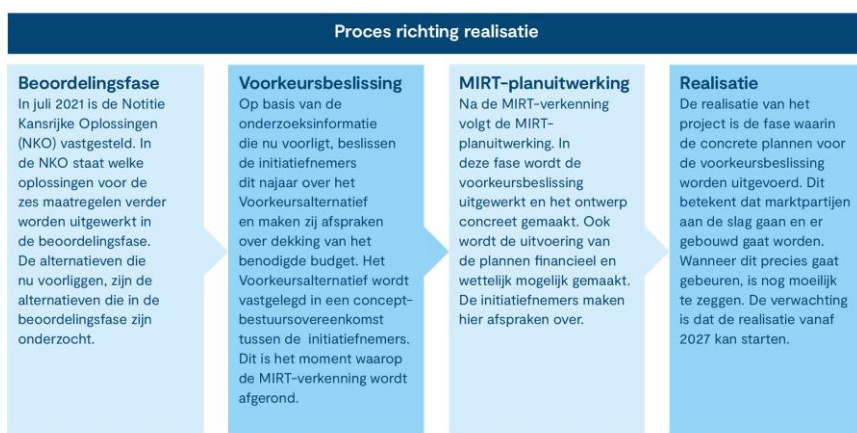 Proces richting realisatie
Beoordelingsfase
In juli 2021 is de Notitie
Kansrijke Oplossingen
(NKO) vastgesteld. In
de NKO staat welke
oplossingen voor de
zes maatregelen verder
worden uitgewerkt in
de beoordelingsfase.
De alternatieven die
nu voorliggen, zijn de
alternatieven die in de
beoordelingsfase zijn
onderzocht.
Voorkeursbeslissing
Op basis van de
onderzoeksinformatie
die nu voorligt, beslissen
de initiatiefnemers
dit najaar over het
Voorkeursalternatief
en maken zij afspraken
over dekking van het
benodigde budget. Het
Voorkeursalternatief wordt
vastgelegd in een concept-
bestuursovereenkomst
tussen de initiatiefnemers.
Dit is het moment waarop
de MIRT-verkenning wordt
afgerond.
MIRT-planuitwerking
Na de MIRT-verkenning
volgt de MIRT-
planuitwerking. In
deze fase wordt de
voorkeursbeslissing
uitgewerkt en het ontwerp
concreet gemaakt. Ook
wordt de uitvoering van
de plannen financieel en
wettelijk mogelijk gemaakt.
De initiatiefnemers maken
hier afspraken over.
Realisatie
De realisatie van het
project is de fase waarin
de concrete plannen voor
de voorkeursbeslissing
worden uitgevoerd. Dit
betekent dat marktpartijen
aan de slag gaan en er
gebouwd gaat worden.
Wanneer dit precies gaat
gebeuren, is nog moeilijk
te zeggen. De verwachting
is dat de realisatie vanaf
2027 kan starten.